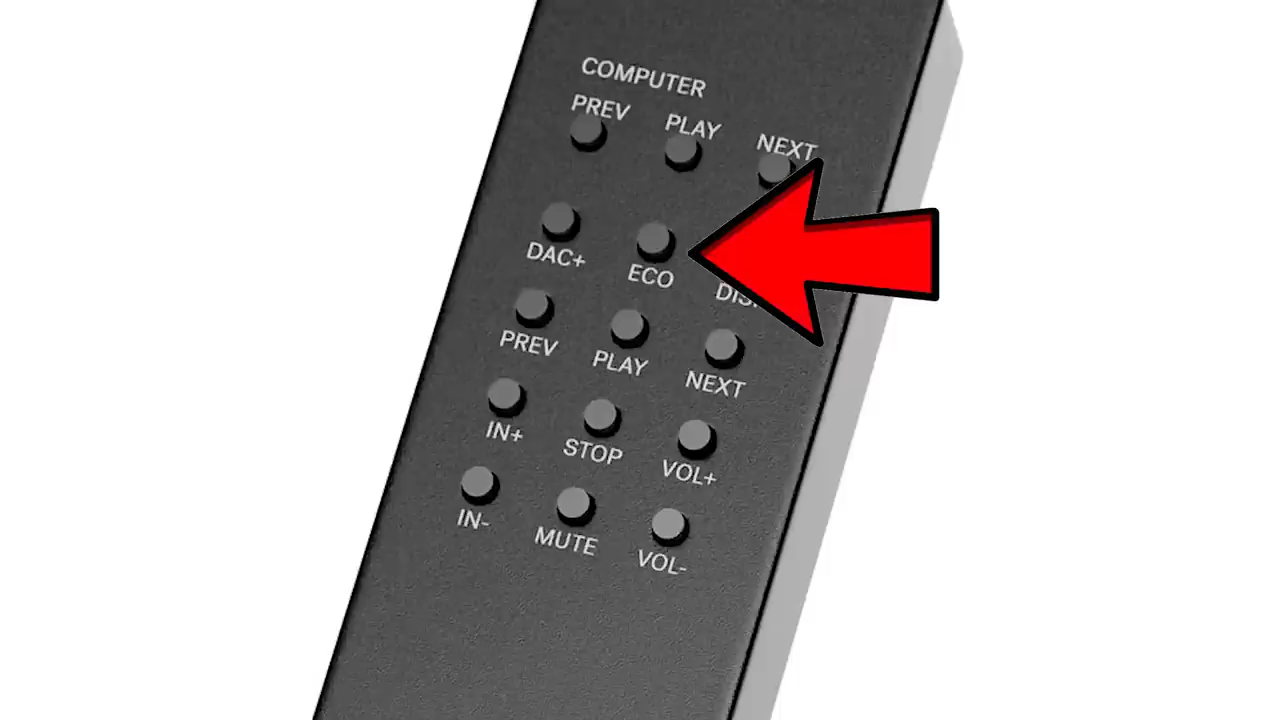 COMPUTER
PREV PLAY NEXT
DAC+ ECO
PREV PLAY NEXT
IN+ STOP VOL+
IN- MUTE VOL-